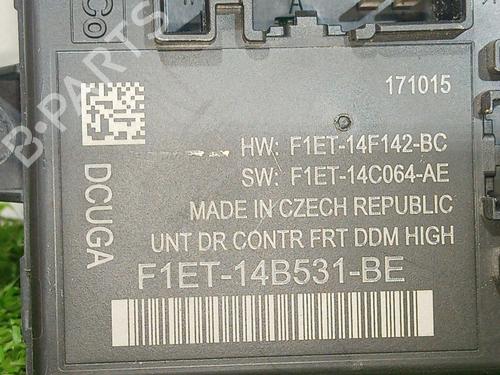 Co
171015
HW: F1ET-14F142-BC
SW: F1ET-14C064-AE
MADE IN CZECH REPUBLIC
UNT DR CONTR FRT DDM HIGH
F1ET-14B531-BE
DCUGA
B-PARTS